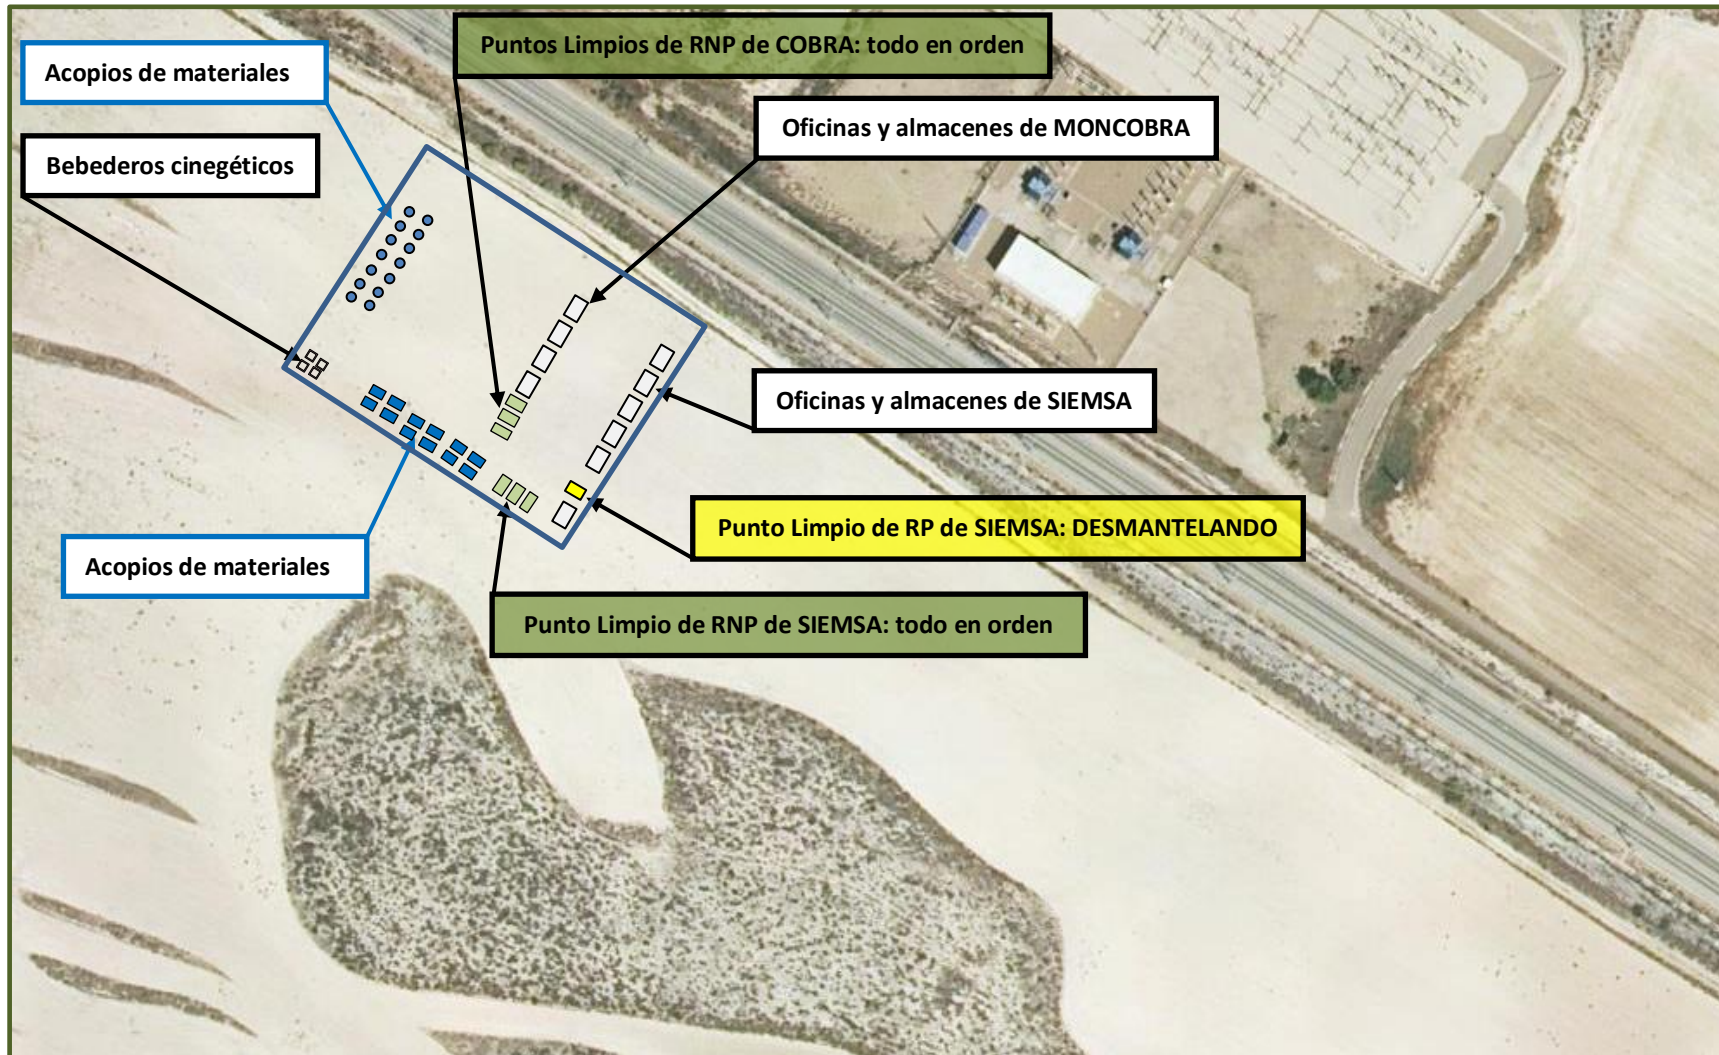 Puntos Limpios de RNP de COBRA: todo en orden
Acopios de materiales
Oficinas y almacenes de MONCOBRA
Bebederos cinegéticos
Oficinas y almacenes de SIEMSA
Punto Limpio de RP de SIEMSA: DESMANTELANDO
Acopios de materiales
Punto Limpio de RNP de SIEMSA: todo en orden